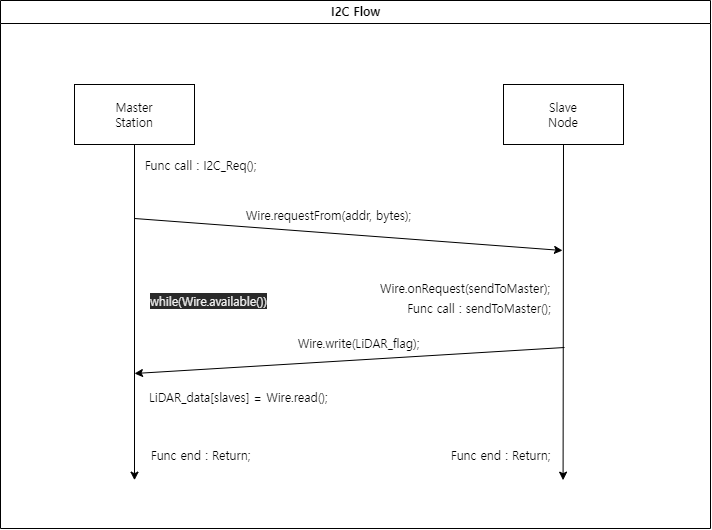 I2C Flow
Master
Station
Slave
Node
Func call : I2C_Req();
Wire.requestFrom(addr, bytes);
Wire.onRequest(sendToMaster);
while(Wire.available())
Func call : sendToMaster();
Wire.write(LiDAR_flag);
LiDAR_data[slaves] = Wire.read();
Func end : Return;
Func end : Return;